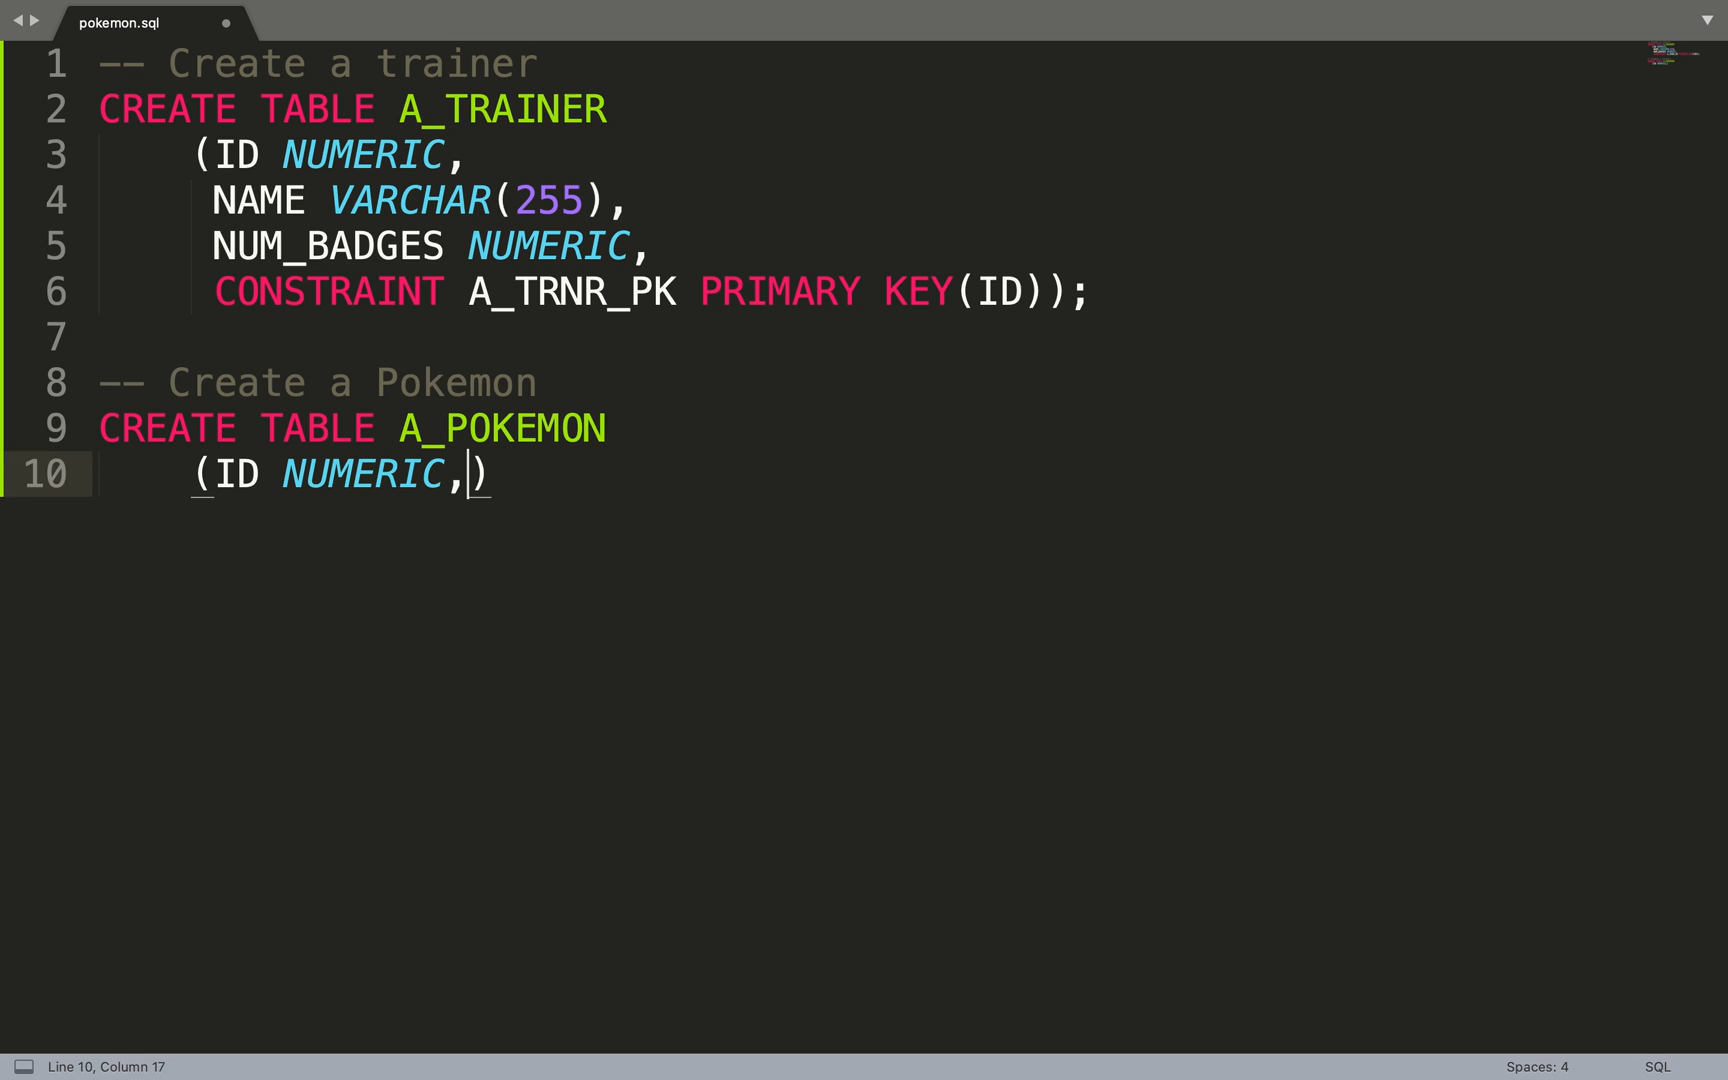 pokemon.sql
1 -- Create a trainer
2 CREATE TABLE A_TRAINER
3 (ID NUMERIC,
4 NAME VARCHAR(255),
5 NUM_BADGES NUMERIC,
6 CONSTRAINT A_TRNR_PK PRIMARY KEY(ID));
7
8 -- Create a Pokemon
9 CREATE TABLE A_POKEMON
10 (ID NUMERIC,)
Line 10, Column 17 Spaces: 4 SQL